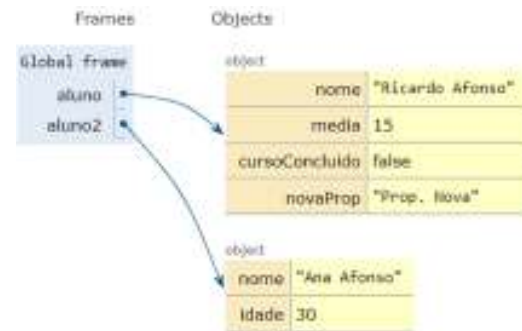 Frames Objects
Global frame
aluno
aluno2
object
nome "Ricardo Afonso"
media 15
cursoConcluido false
novaProp "Prop. Nova"
object
nome "Ana Afonso"
idade 30